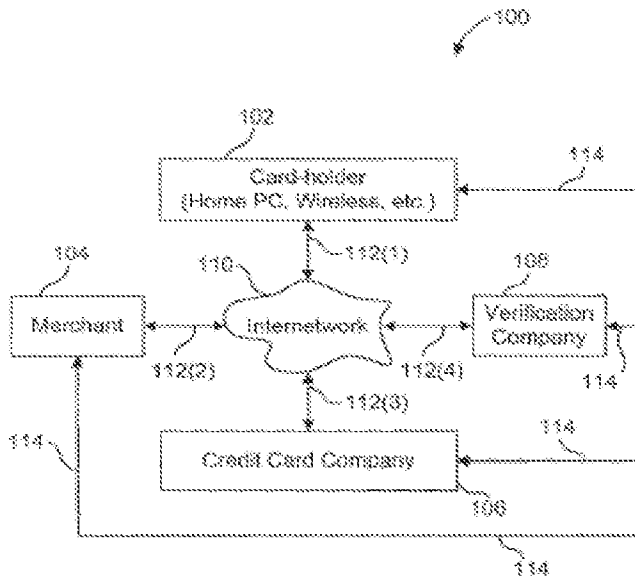 100
102
Card-holder
(Home PC, Wireless, etc.)
114
112(1)
104
110
108
Merchant
Internetwork
Verification
Company
112(2)
112(4)
114
112(3)
114
114
Credit Card Company
106
114